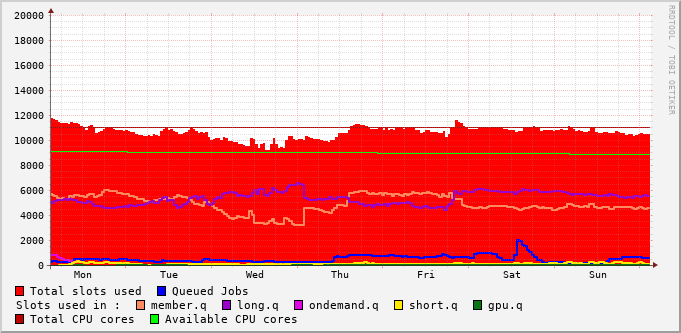 RRDTOOL / TOBI OETIKER
20000
18000
16000
14000
12000
10000
8000
6000
4000
2000
0
Mon Tue Wed Thu Fri Sat Sun
Total slots used Queued Jobs
Slots used in : member.q long.q ondemand.q short.q gpu.q
Total CPU cores Available CPU cores